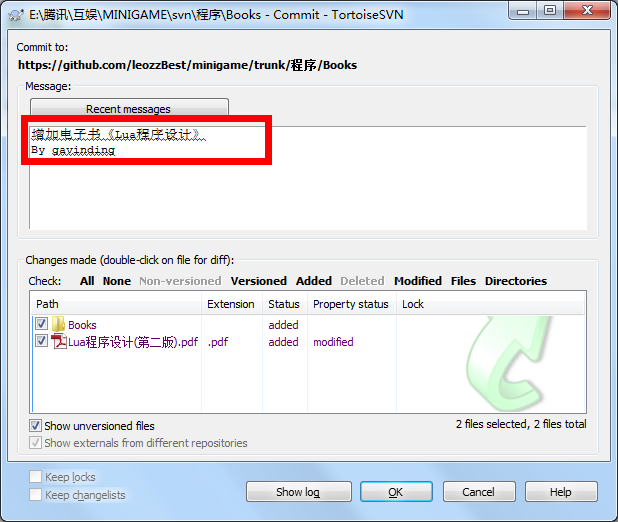 E:\腾讯\互娱\MINIGAME\svn\程序\Books - Commit - TortoiseSVN
Commit to:
https://github.com/leozzBest/minigame/trunk/程序/Books
Message:
Recent messages
增加电子书《Lua程序设计》
By gavinding
Changes made (double-click on file for diff):
Check: All None Non-versioned Versioned Added Deleted Modified Files Directories
Path Extension Status Property status Lock
Books added
Lua程序设计(第二版).pdf .pdf added modified
Show unversioned files 2 files selected, 2 files total
Show externals from different repositories
Keep locks
Keep changelists
Show log OK Cancel Help